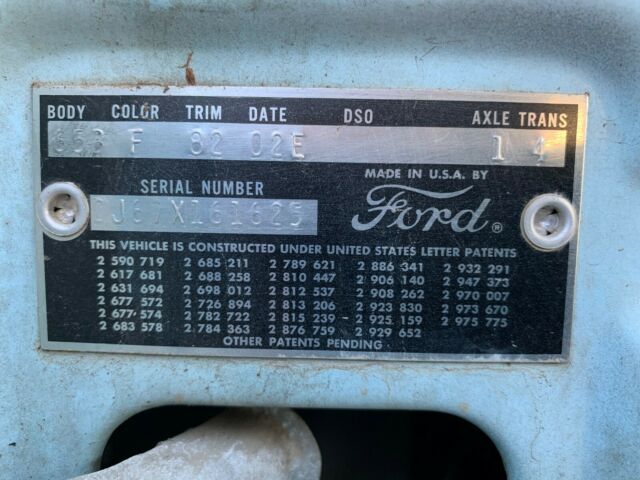 BODY COLOR TRIM DATE DSO AXLE TRANS
F 82 02E 1 4
SERIAL NUMBER
MADE IN U.S.A. BY
Ford®
THIS VEHICLE IS CONSTRUCTED UNDER UNITED STATES LETTER PATENTS
2 590 719 2 685 211 2 789 621 2 886 341 2 932 291
2 617 681 2 688 258 2 810 447 2 906 140 2 947 373
2 631 694 2 698 012 2 812 537 2 908 262 2 970 007
2 677 572 2 726 894 2 813 206 2 923 830 2 973 670
2 677 574 2 782 722 2 815 239 2 925 159 2 975 775
2 683 578 2 784 363 2 876 759 2 929 652
OTHER PATENTS PENDING